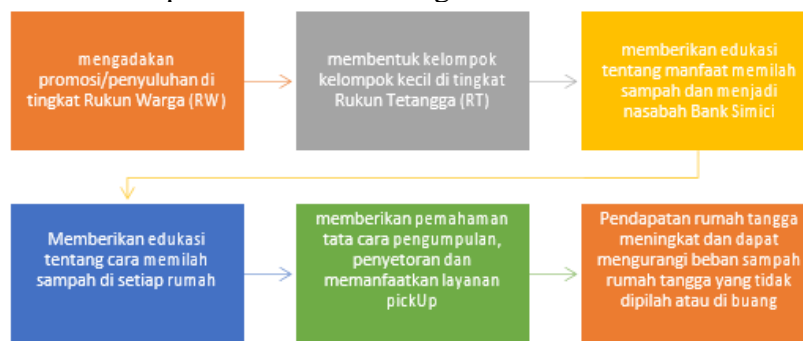 mengadakan
promosi/penyuluhan di
tingkat Rukun Warga (RW)
membentuk kelompok
kelompok kecil di tingkat
Rukun Tetangga (RT)
memberikan edukasi
tentang manfaat memilah
sampah dan menjadi
nasabah Bank Simici
Memberikan edukasi
tentang cara memilah
sampah di setiap rumah
memberikan pemahaman
tata cara pengumpulan,
penyetoran dan
memanfaatkan layanan
pickUp
Pendapatan rumah tangga
meningkat dan dapat
mengurangi beban sampah
rumah tangga yang tidak
dipilah atau di buang